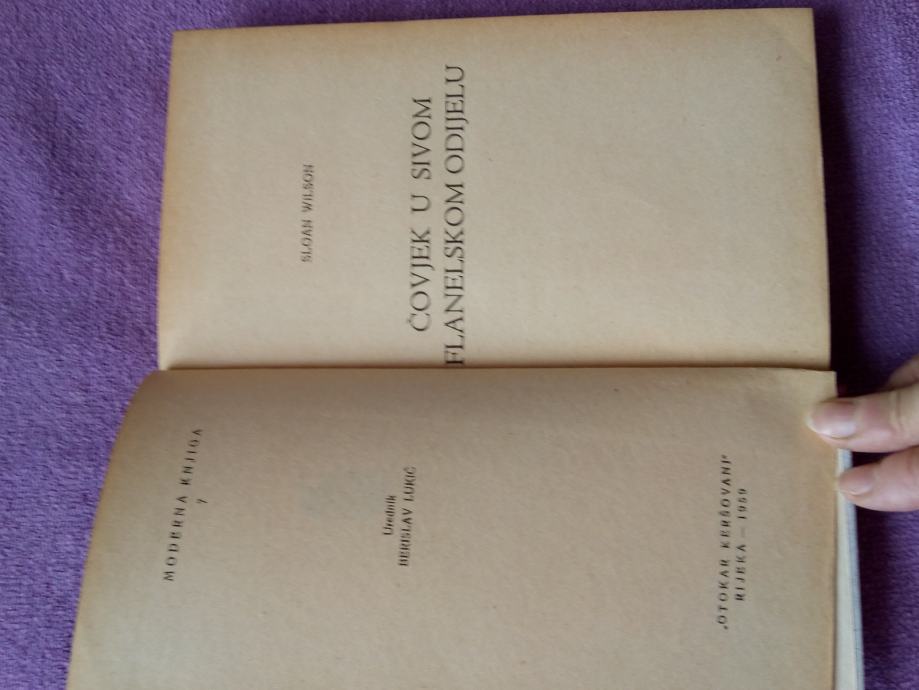 MODERNA KNJIGA
7
Urednik
BERISLAV LUKIĆ
„OTOKAR KERŠOVANI"
RIJEKA — 1959
SLOAN WILSON
ČOVJEK U SIVOM
FLANELSKOM ODIJELU